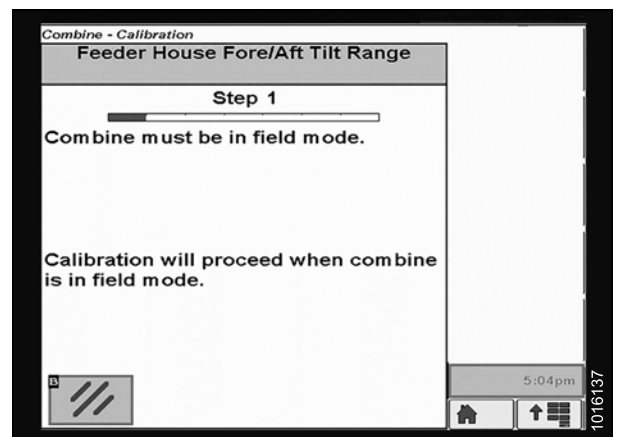 Combine - Calibration
Feeder House Fore/Aft Tilt Range
Step 1
Combine must be in field mode.
Calibration will proceed when combine
is in field mode.
B
5:04pm
1016137